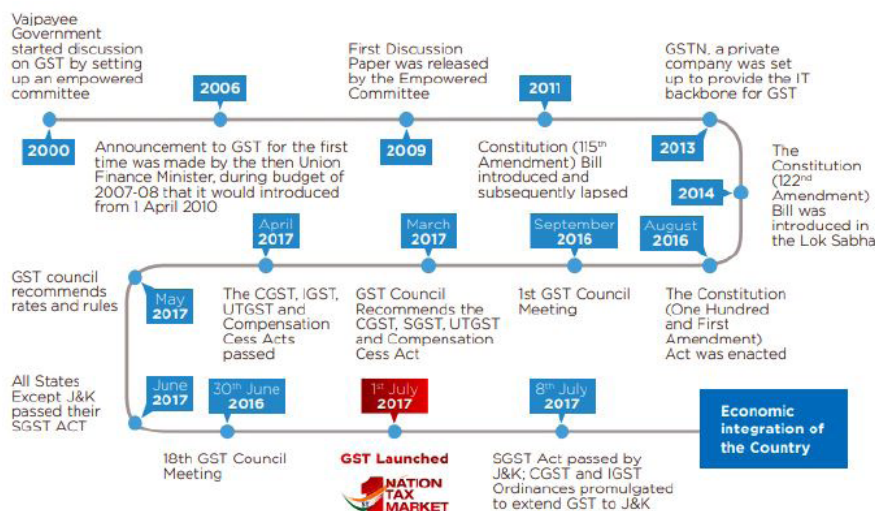 Vajpayee
Government
started discussion
on GST by setting
up an empowered
committee
2000
2006
Announcement to GST for the first
time was made by the then Union
Finance Minister, during budget of
2007-08 that it would introduced
from 1 April 2010
First Discussion
Paper was released
by the Empowered
Committee
2009
2011
Constitution (115th
Amendment) Bill
introduced and
subsequently lapsed
GSTN, a private
company was set
up to provide the IT
backbone for GST
2013
2014
The
Constitution
(122nd
Amendment)
Bill was
introduced in
the Lok Sabha
August
2016
The Constitution
(One Hundred
and First
Amendment)
Act was enacted
September
2016
1st GST Council
Meeting
March
2017
GST Council
Recommends the
CGST, SGST, UTGST
and Compensation
Cess Act
April
2017
The CGST, IGST,
UTGST and
Compensation
Cess Acts
passed
May
2017
GST council
recommends
rates and rules
June
2017
All States
Except J&K
passed their
SGST ACT
30th June
2016
18th GST Council
Meeting
1st July
2017
GST Launched
1 NATION
TAX
MARKET
8th July
2017
SGST Act passed by
J&K; CGST and IGST
Ordinances promulgated
to extend GST to J&K
Economic
integration of
the Country